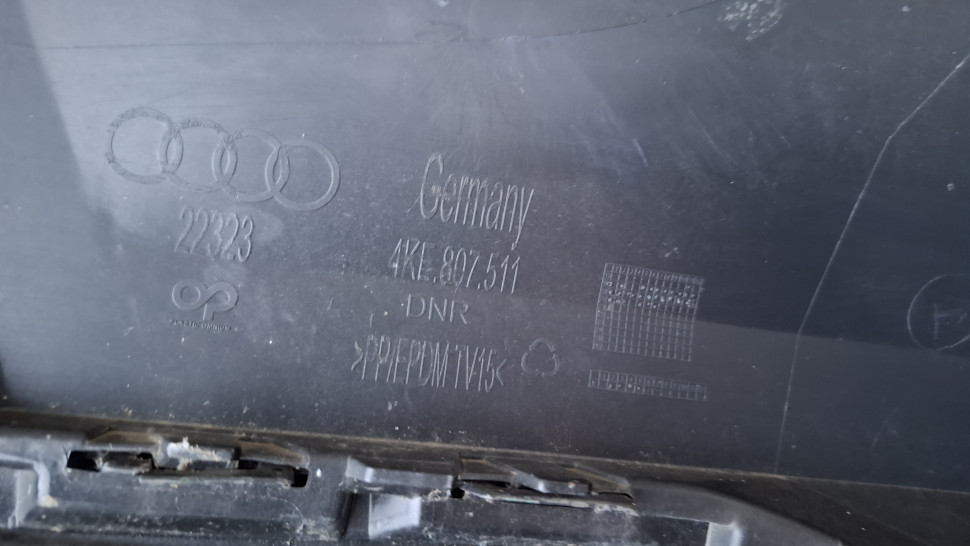 22323
Germany
4KE.807.511
DNR
>PP/EPDM-TV15<